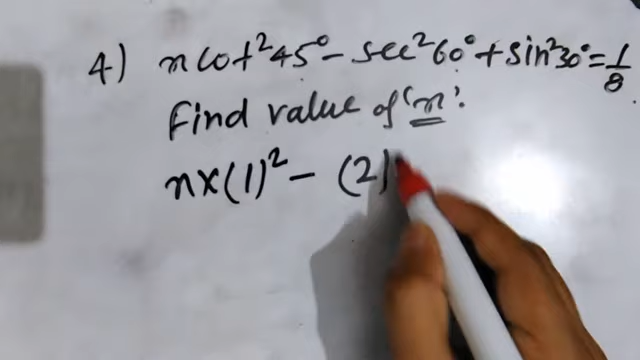 4) x cot²45° - sec²60° + sin²30° = 1/8
Find value of 'x'.
x × (1)² - (2)